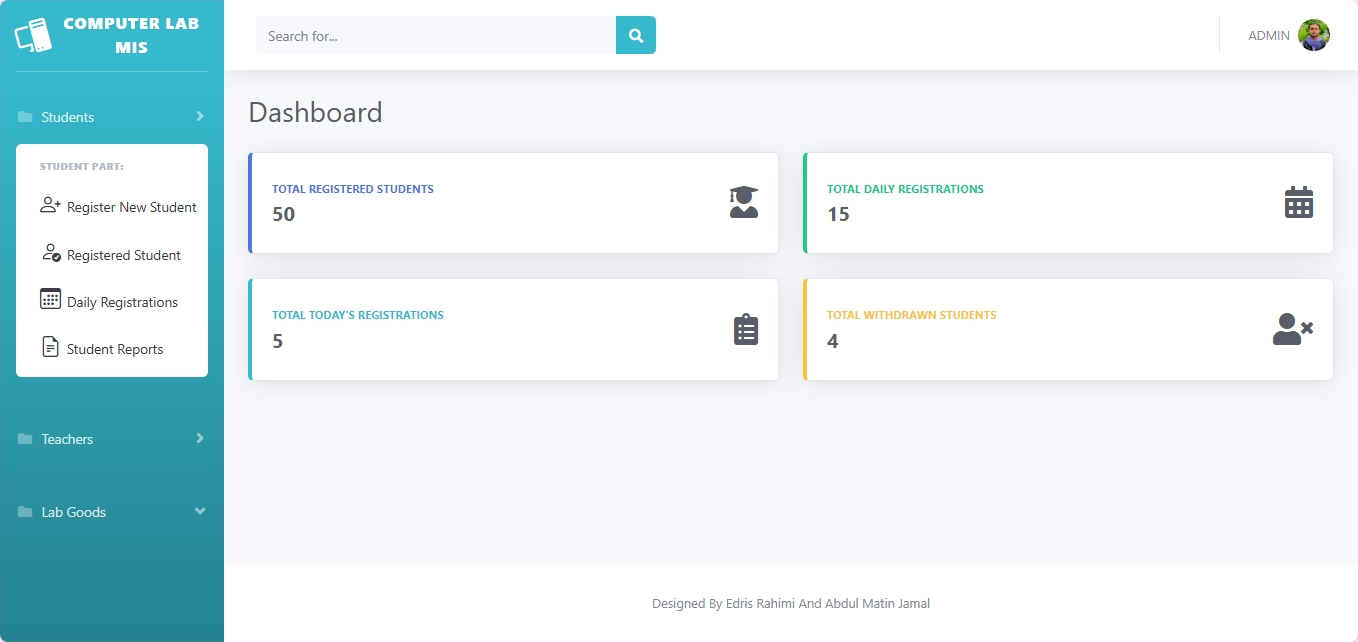 COMPUTER LAB
MIS
Search for...
ADMIN
Students
STUDENT PART:
Register New Student
Registered Student
Daily Registrations
Student Reports
Teachers
Lab Goods
Dashboard
TOTAL REGISTERED STUDENTS
50
TOTAL DAILY REGISTRATIONS
15
TOTAL TODAY'S REGISTRATIONS
5
TOTAL WITHDRAWN STUDENTS
4
Designed By Edris Rahimi And Abdul Matin Jamal